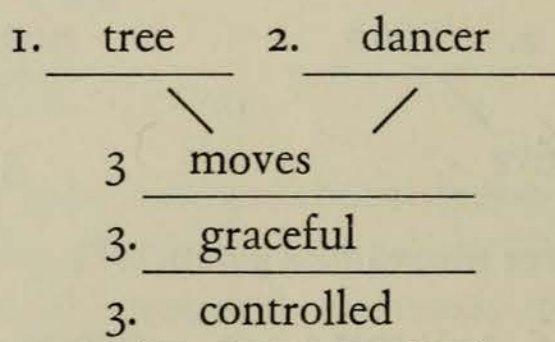 1. tree 2. dancer
3 moves
3. graceful
3. controlled